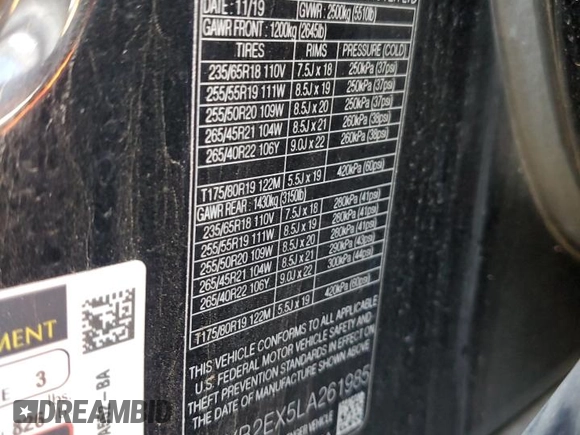 DATE : 11/19 GVWR : 2500kg (5510lb)
GAWR FRONT : 1200kg (2645lb)
TIRES RIMS PRESSURE (COLD)
235/65R18 110V 7.5J x 18 250kPa (37psi)
255/55R19 111W 8.5J x 19 250kPa (37psi)
255/50R20 109W 8.5J x 20 250kPa (37psi)
265/45R21 104W 8.5J x 21 260kPa (38psi)
265/40R22 106Y 9.0J x 22 260kPa (38psi)
T175/80R19 122M 5.5J x 19 420kPa (60psi)
GAWR REAR : 1430kg (3150lb)
235/65R18 110V 7.5J x 18 280kPa (41psi)
255/55R19 111W 8.5J x 19 280kPa (41psi)
255/50R20 109W 8.5J x 20 280kPa (41psi)
265/45R21 104W 8.5J x 21 290kPa (43psi)
265/40R22 106Y 9.0J x 22 300kPa (44psi)
T175/80R19 122M 5.5J x 19 420kPa (60psi)
THIS VEHICLE CONFORMS TO ALL APPLICABLE
U.S. FEDERAL MOTOR VEHICLE SAFETY AND
THEFT PREVENTION STANDARDS IN EFFECT ON
THE DATE OF MANUFACTURE SHOWN ABOVE
B2EX5LA261985
MENT
E 3
lbs.
BA
DREAMBID